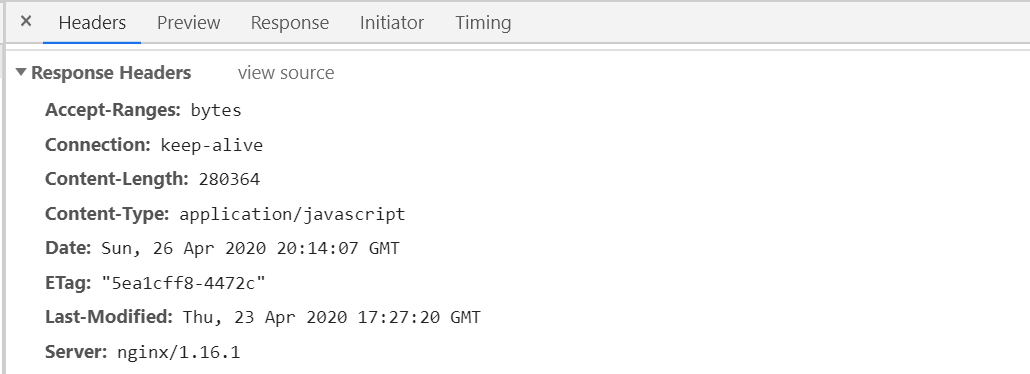 × Headers Preview Response Initiator Timing
▼ Response Headers view source
Accept-Ranges: bytes
Connection: keep-alive
Content-Length: 280364
Content-Type: application/javascript
Date: Sun, 26 Apr 2020 20:14:07 GMT
ETag: "5ea1cff8-4472c"
Last-Modified: Thu, 23 Apr 2020 17:27:20 GMT
Server: nginx/1.16.1